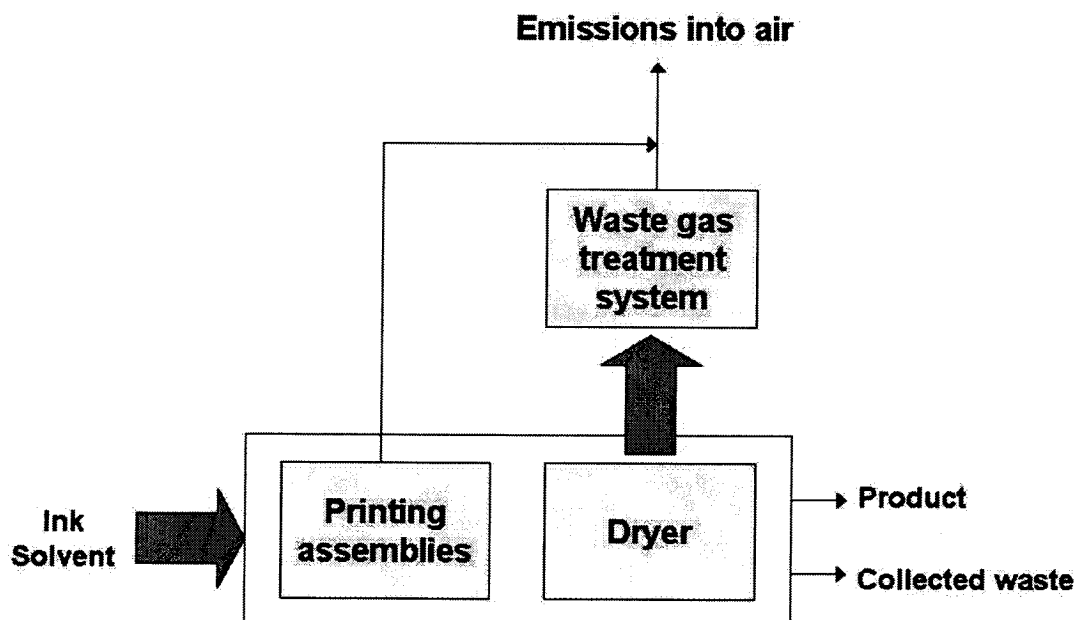 Emissions into air
Waste gas
treatment
system
Printing
assemblies
Dryer
Ink
Solvent
Product
Collected waste